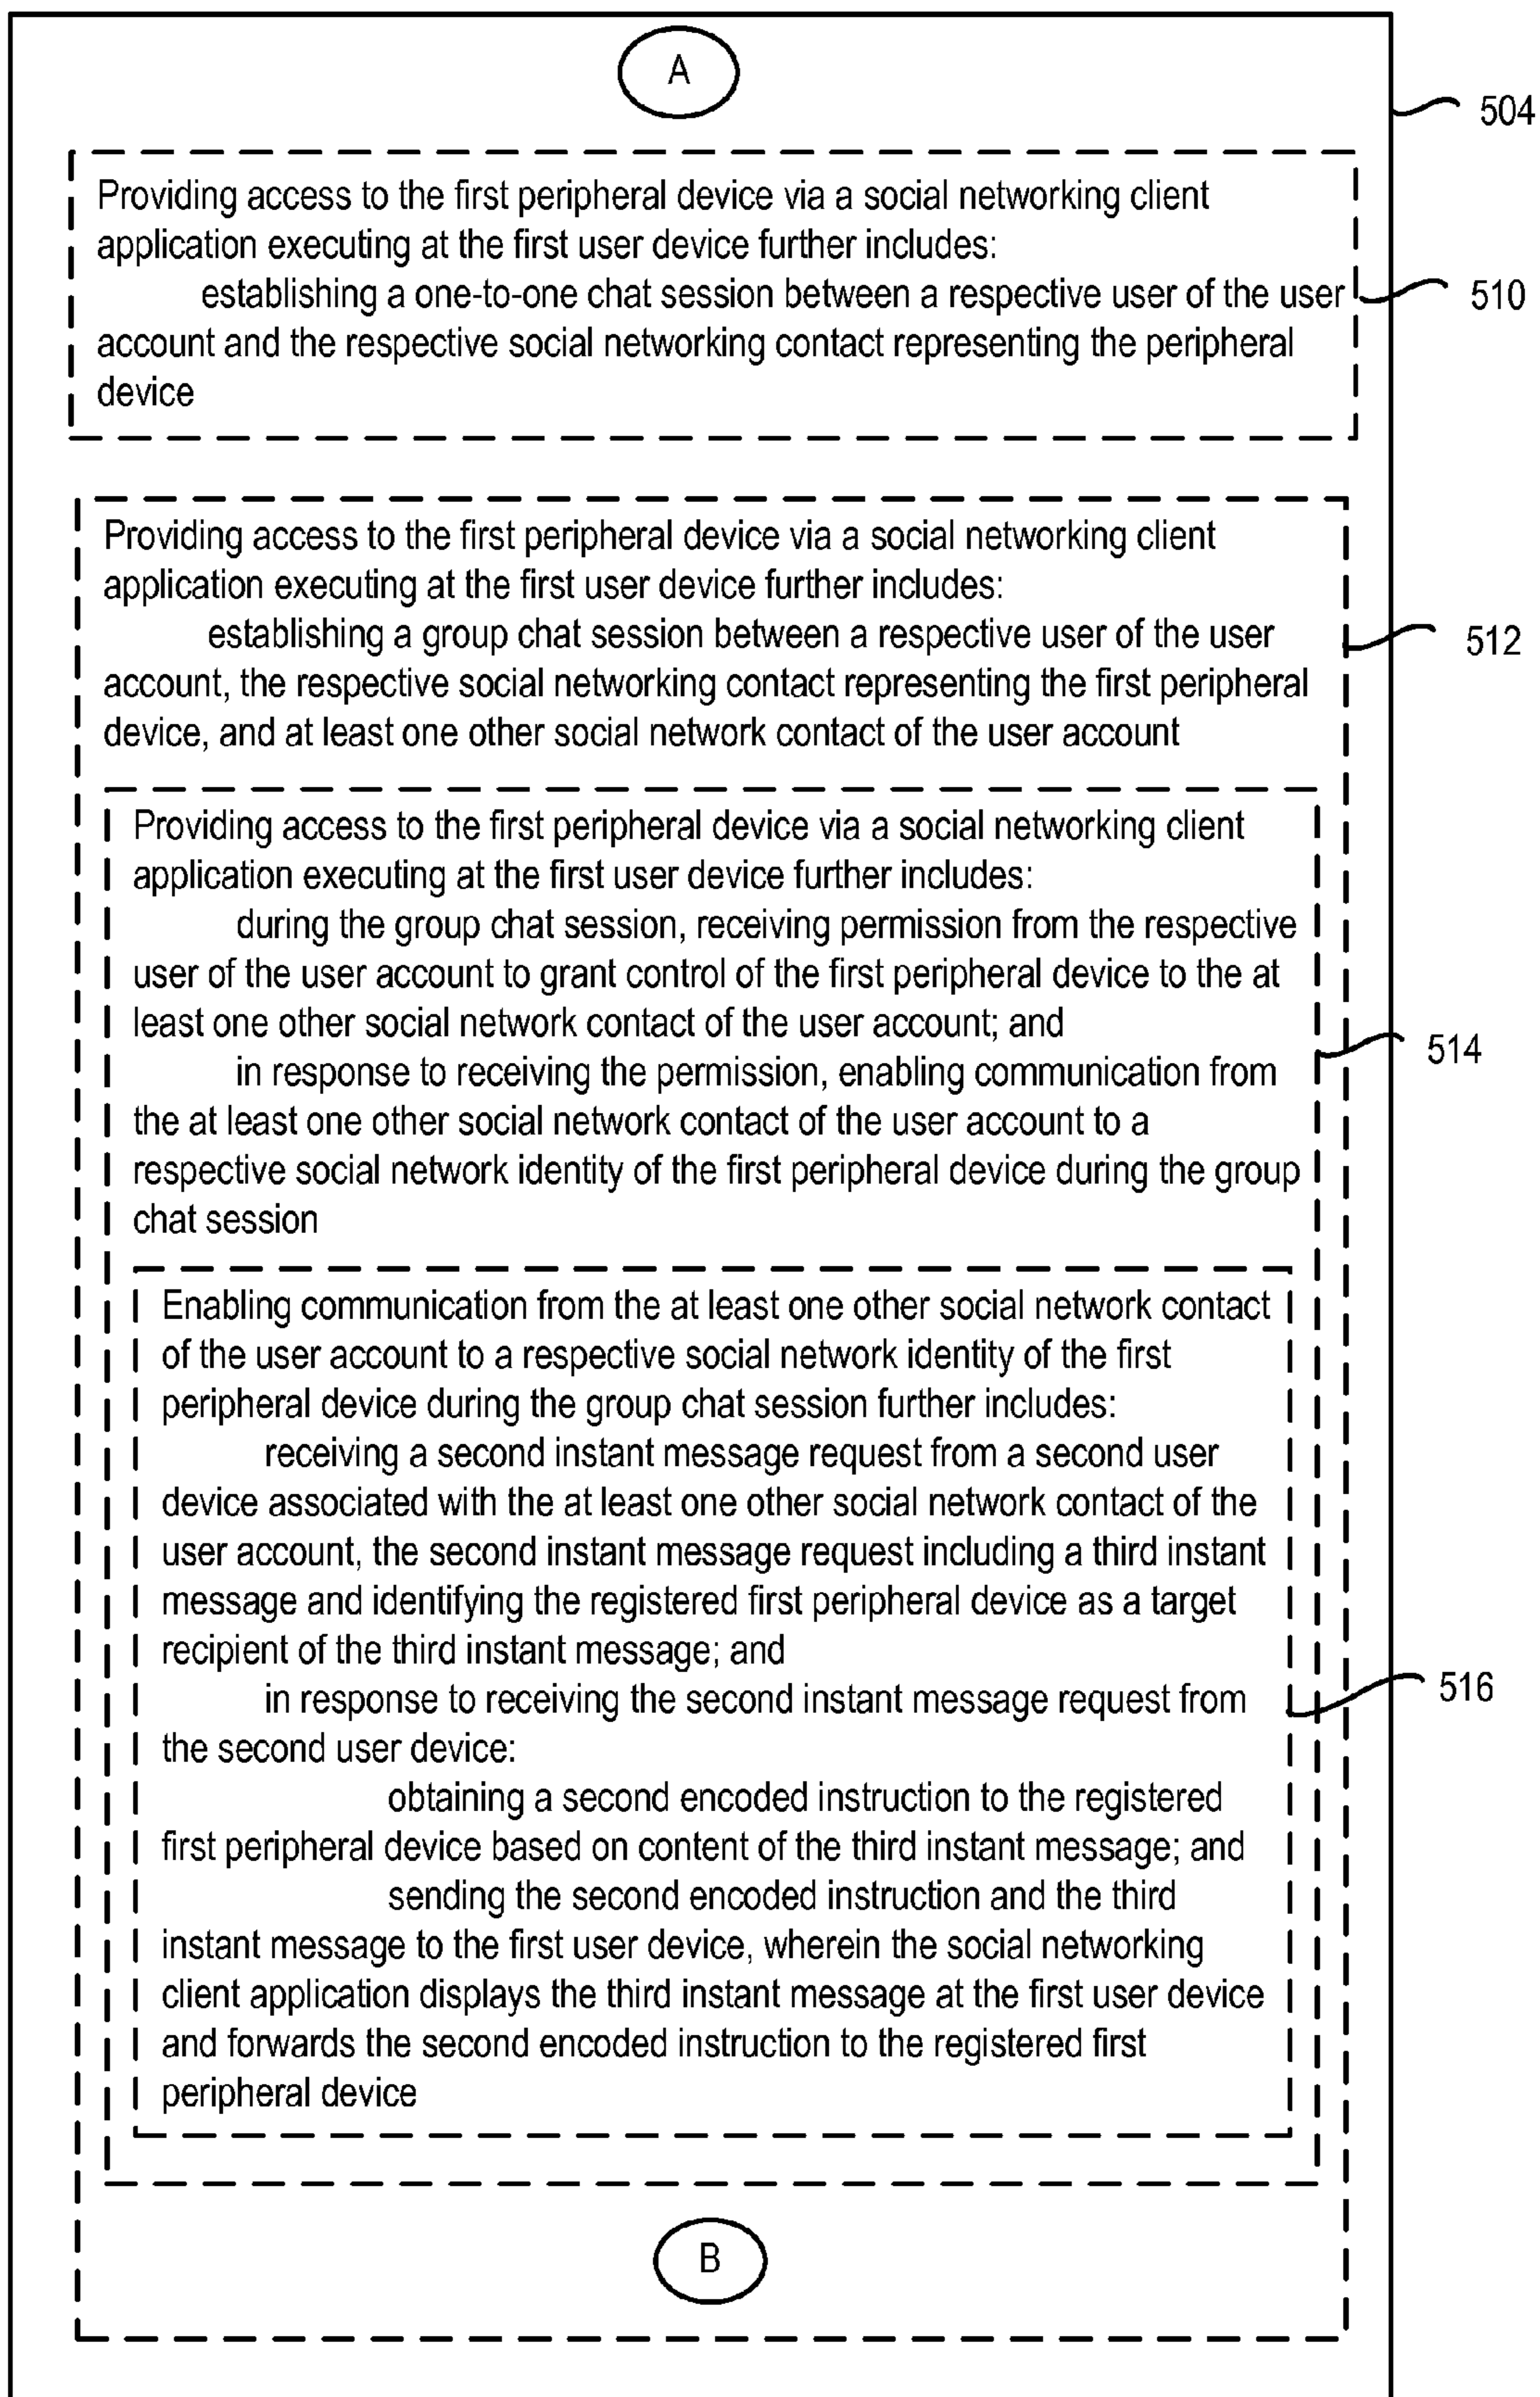 A
504
Providing access to the first peripheral device via a social networking client
application executing at the first user device further includes:
establishing a one-to-one chat session between a respective user of the user
account and the respective social networking contact representing the peripheral
device
510
Providing access to the first peripheral device via a social networking client
application executing at the first user device further includes:
establishing a group chat session between a respective user of the user
account, the respective social networking contact representing the first peripheral
device, and at least one other social network contact of the user account
512
Providing access to the first peripheral device via a social networking client
application executing at the first user device further includes:
during the group chat session, receiving permission from the respective
user of the user account to grant control of the first peripheral device to the at
least one other social network contact of the user account; and
in response to receiving the permission, enabling communication from
the at least one other social network contact of the user account to a
respective social network identity of the first peripheral device during the group
chat session
514
Enabling communication from the at least one other social network contact
of the user account to a respective social network identity of the first
peripheral device during the group chat session further includes:
receiving a second instant message request from a second user
device associated with the at least one other social network contact of the
user account, the second instant message request including a third instant
message and identifying the registered first peripheral device as a target
recipient of the third instant message; and
in response to receiving the second instant message request from
the second user device:
obtaining a second encoded instruction to the registered
first peripheral device based on content of the third instant message; and
sending the second encoded instruction and the third
instant message to the first user device, wherein the social networking
client application displays the third instant message at the first user device
and forwards the second encoded instruction to the registered first
peripheral device
516
B